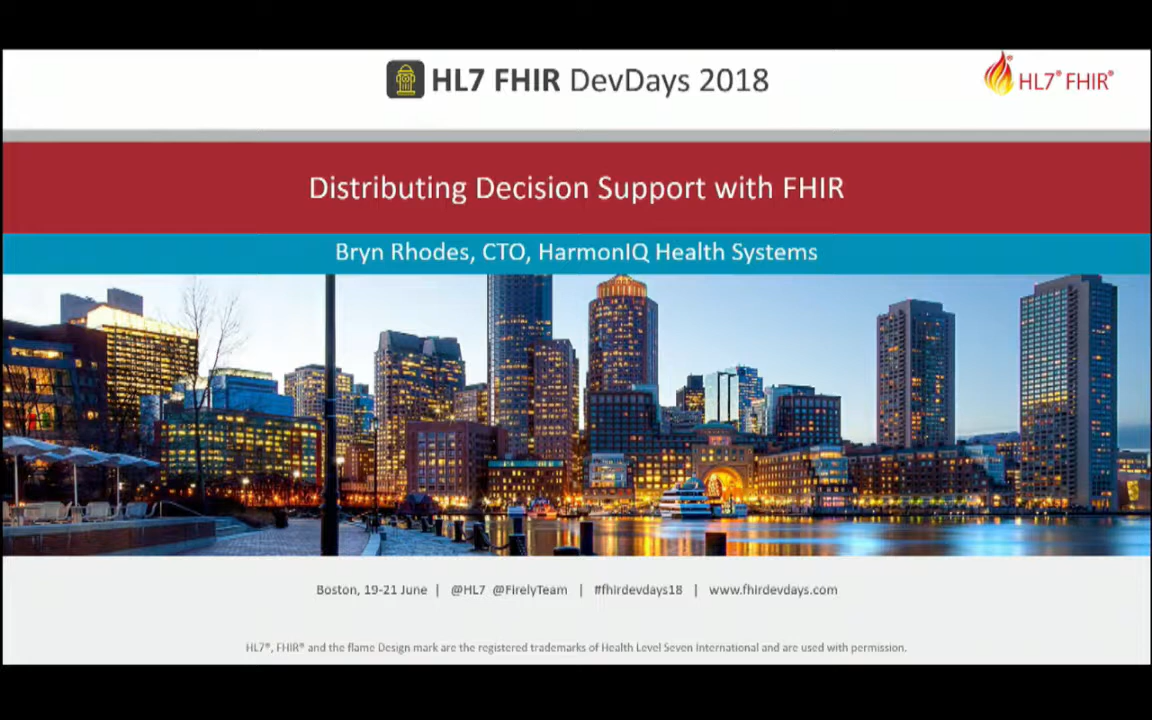 HL7 FHIR DevDays 2018
HL7® FHIR®
Distributing Decision Support with FHIR
Bryn Rhodes, CTO, HarmonIQ Health Systems
Boston, 19-21 June | @HL7 @FirelyTeam | #fhirdevdays18 | www.fhirdevdays.com
HL7®, FHIR® and the flame Design mark are the registered trademarks of Health Level Seven International and are used with permission.